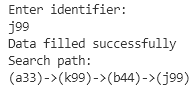 Enter identifier:
j99
Data filled successfully
Search path:
(a33)->(k99)->(b44)->(j99)